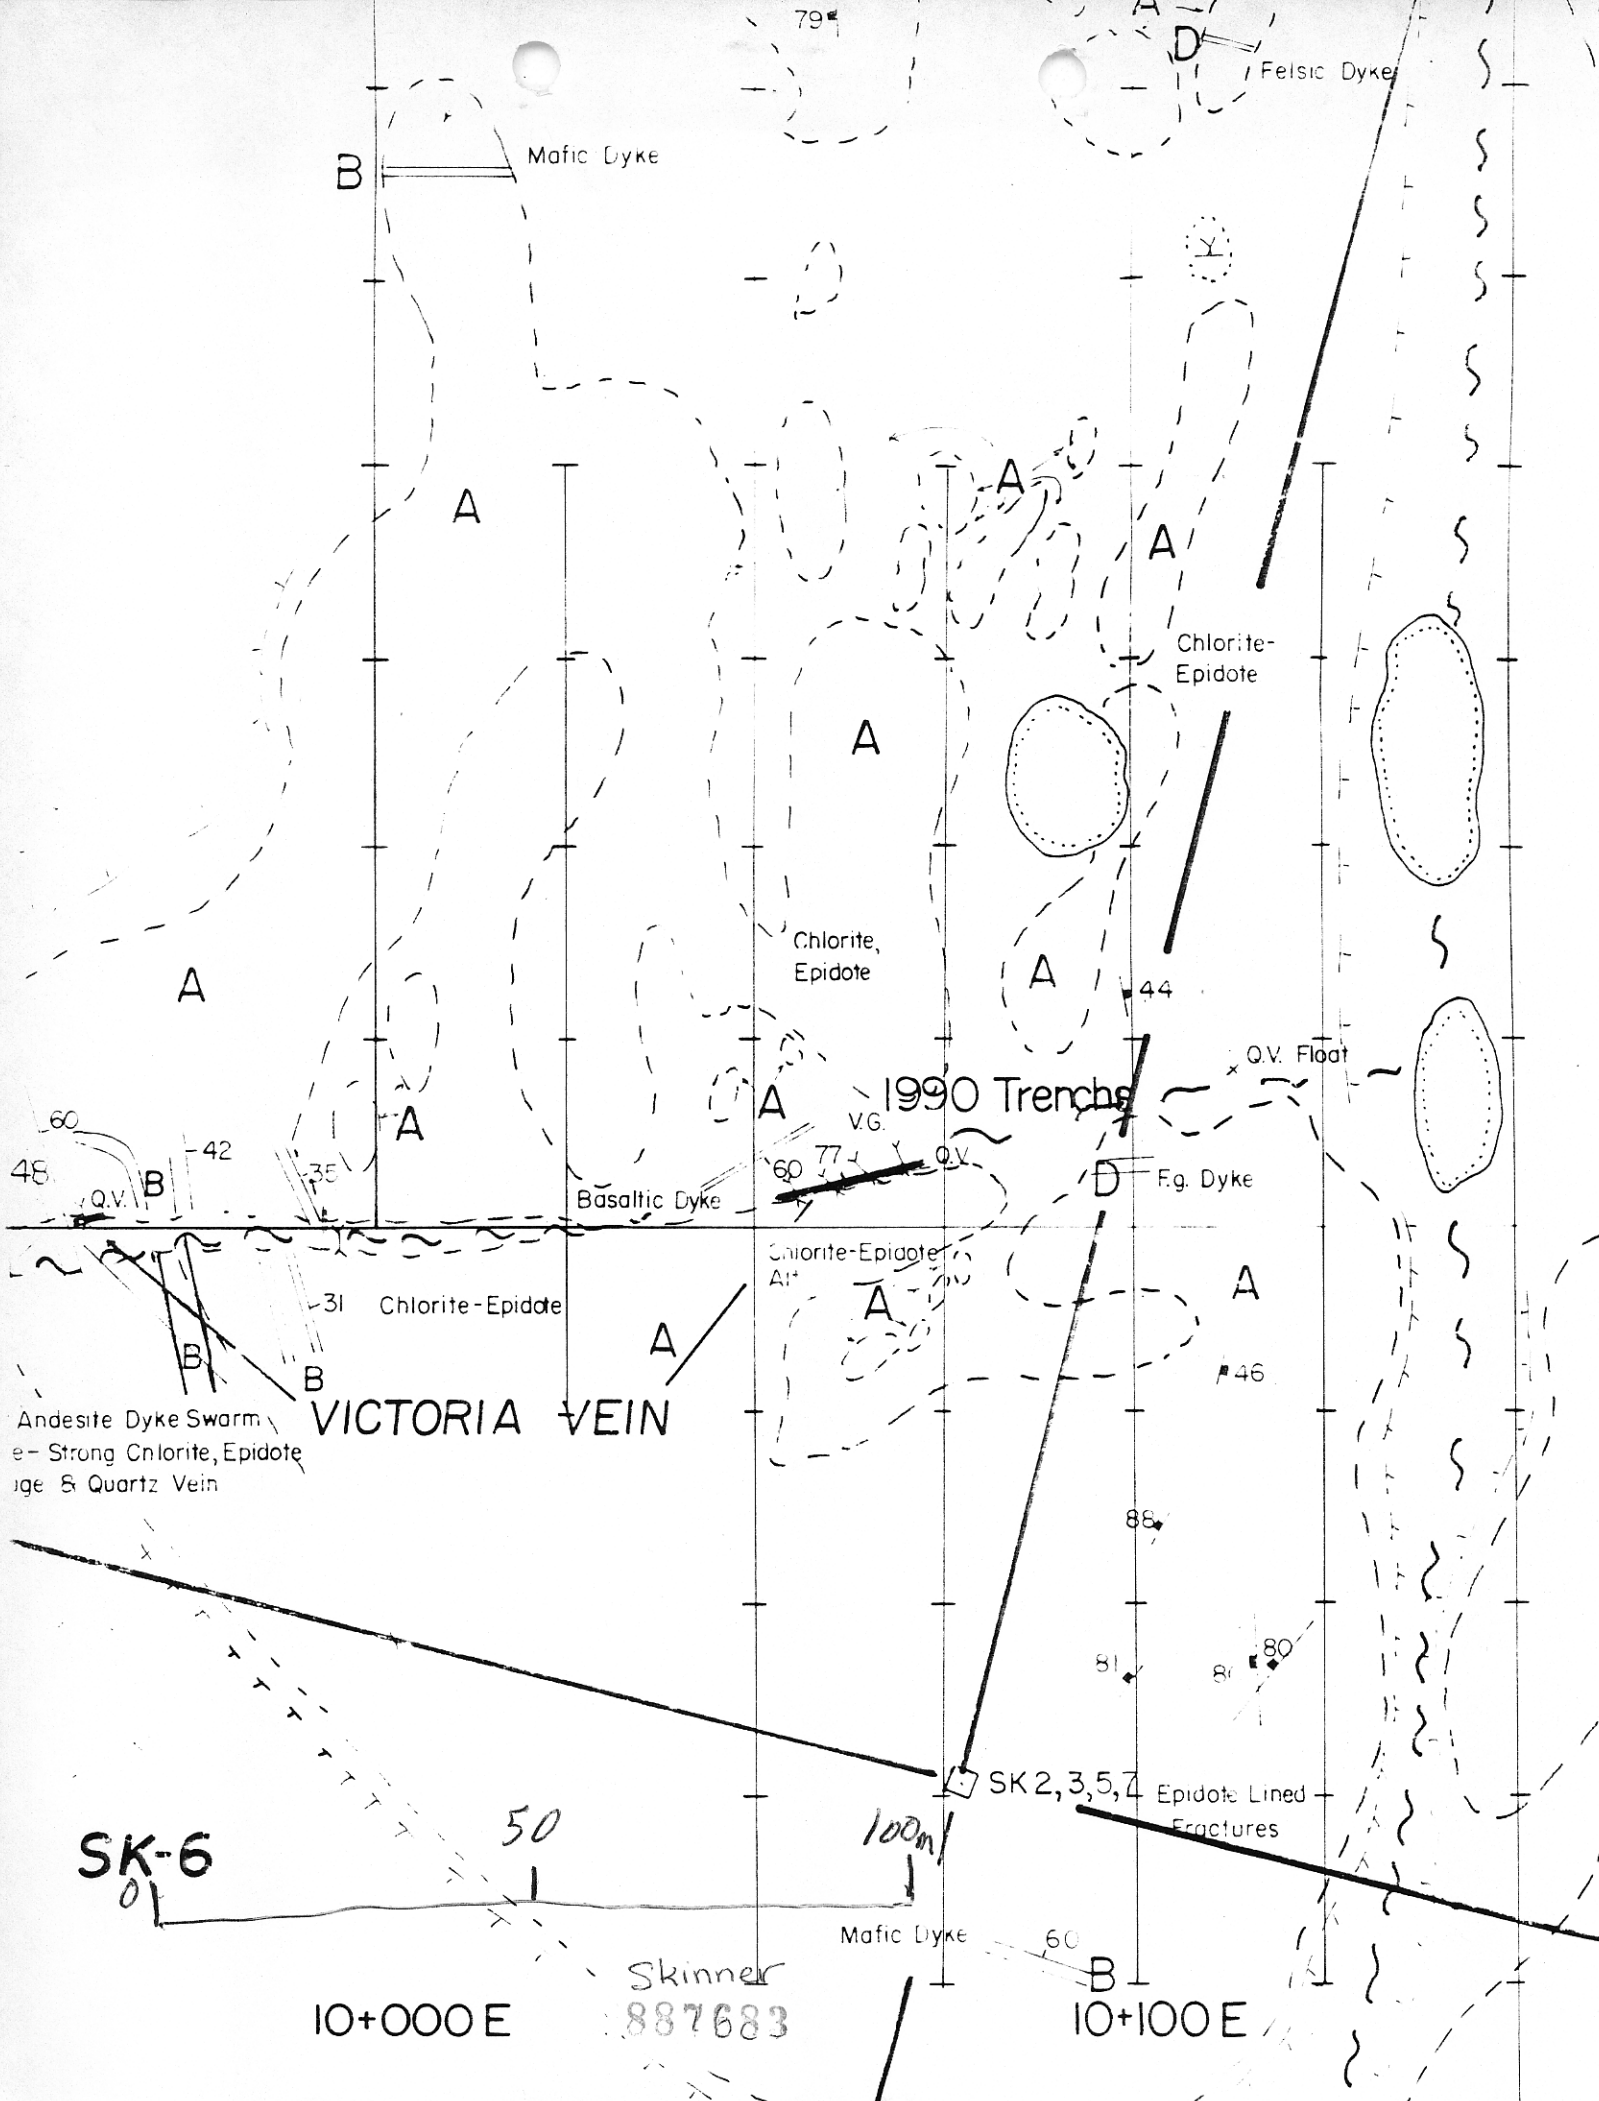 79
A
D
Felsic Dyke
B
Mafic Dyke
A
A
A
Chlorite-
Epidote
A
Chlorite,
Epidote
A
A
44
Q.V. Float
1990 Trenchs
A
A
V.G.
60
42
48
35
B
Q.V.
77
60
Q.V.
Basaltic Dyke
D
F.g. Dyke
Chlorite-Epidote
Alt
A
A
31
Chlorite-Epidote
A
B
B
46
VICTORIA VEIN
Andesite Dyke Swarm
e- Strong Chlorite, Epidote
ge & Quartz Vein
88
81
80
SK 2,3,5,7
Epidote Lined
Fractures
50
100m
SK-6
0
Mafic Dyke
60
B
Skinner
887683
10+000E
10+100E